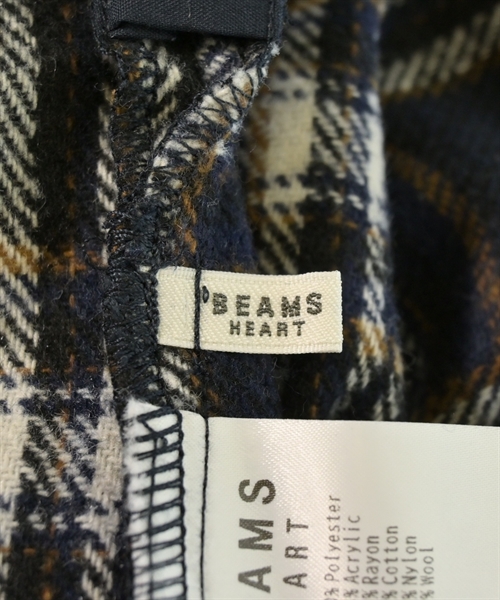 BEAMS
HEART
AMS
ART
% Polyester
% Acrylic
% Rayon
% Cotton
% Nylon
% Wool